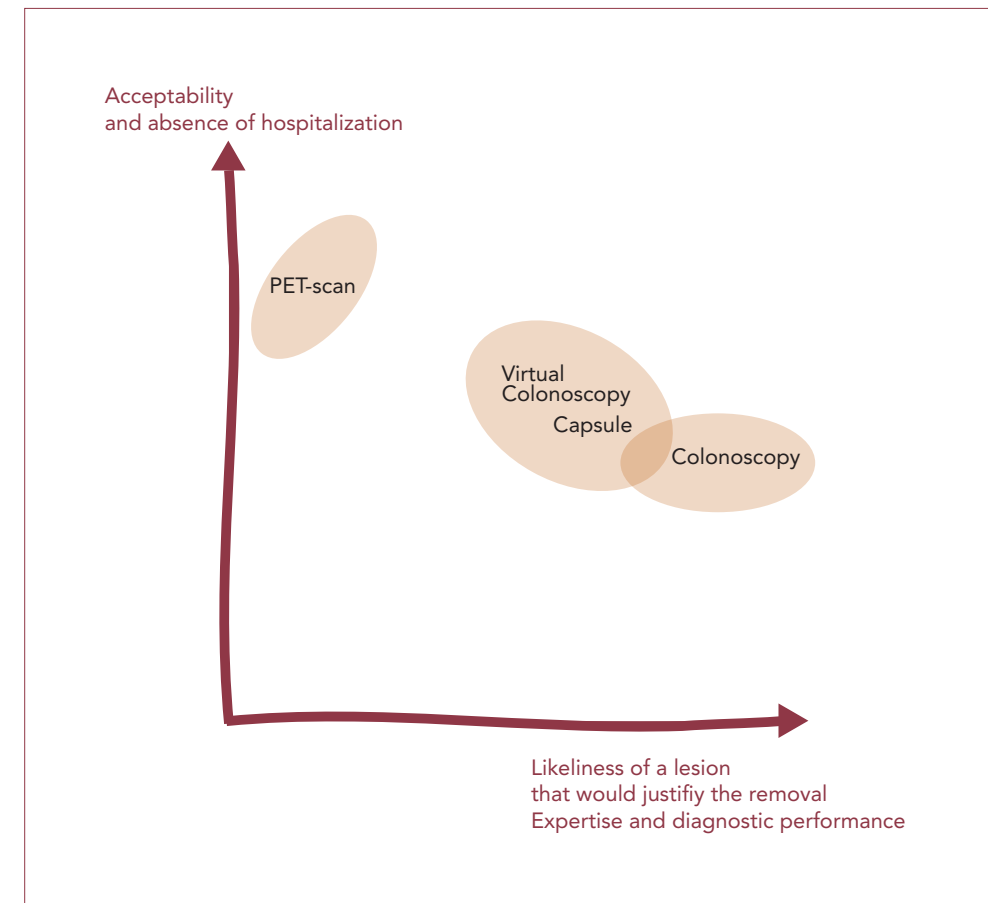 Acceptability
and absence of hospitalization
PET-scan
Virtual
Colonoscopy
Capsule
Colonoscopy
Likeliness of a lesion
that would justifiy the removal
Expertise and diagnostic performance